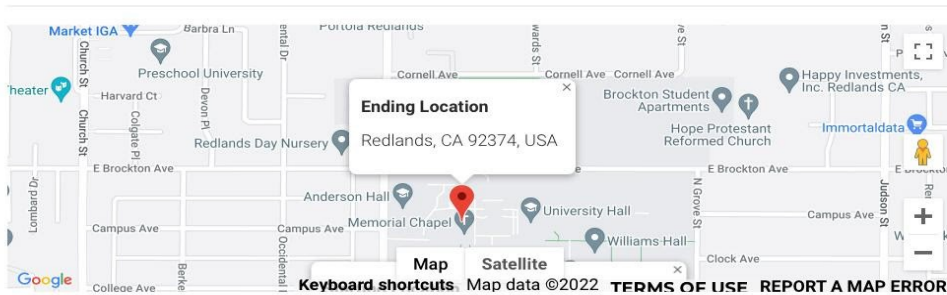 Market IGA
Barbra Ln
Portola Redlands
Preschool University
Cornell Ave
Cornell Ave
Cornell Ave
Happy Investments,
Inc. Redlands CA
Theater
Church St
Harvard Ct
Devon Pl
Colgate Pl
Church St
Ending Location
Redlands, CA 92374, USA
Brockton Student
Apartments
Hope Protestant
Reformed Church
Immortaldata
Redlands Day Nursery
E Brockton Ave
E Brockton Ave
N Grove St
Judson St
Lombard Dr
Anderson Hall
Memorial Chapel
University Hall
Williams Hall
Campus Ave
Campus Ave
Campus Ave
Occidental
Clock Ave
Map
Satellite
Google
College Ave
Keyboard shortcuts
Map data ©2022
TERMS OF USE
REPORT A MAP ERROR